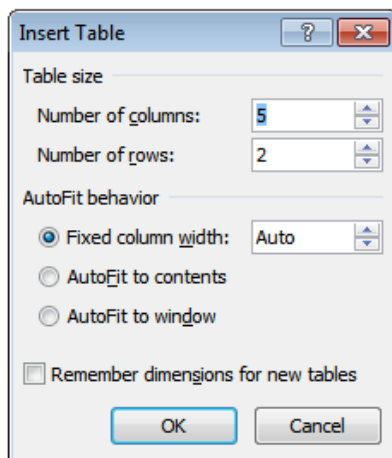 Insert Table
Table size
Number of columns: 5
Number of rows: 2
AutoFit behavior
Fixed column width: Auto
AutoFit to contents
AutoFit to window
Remember dimensions for new tables
OK Cancel